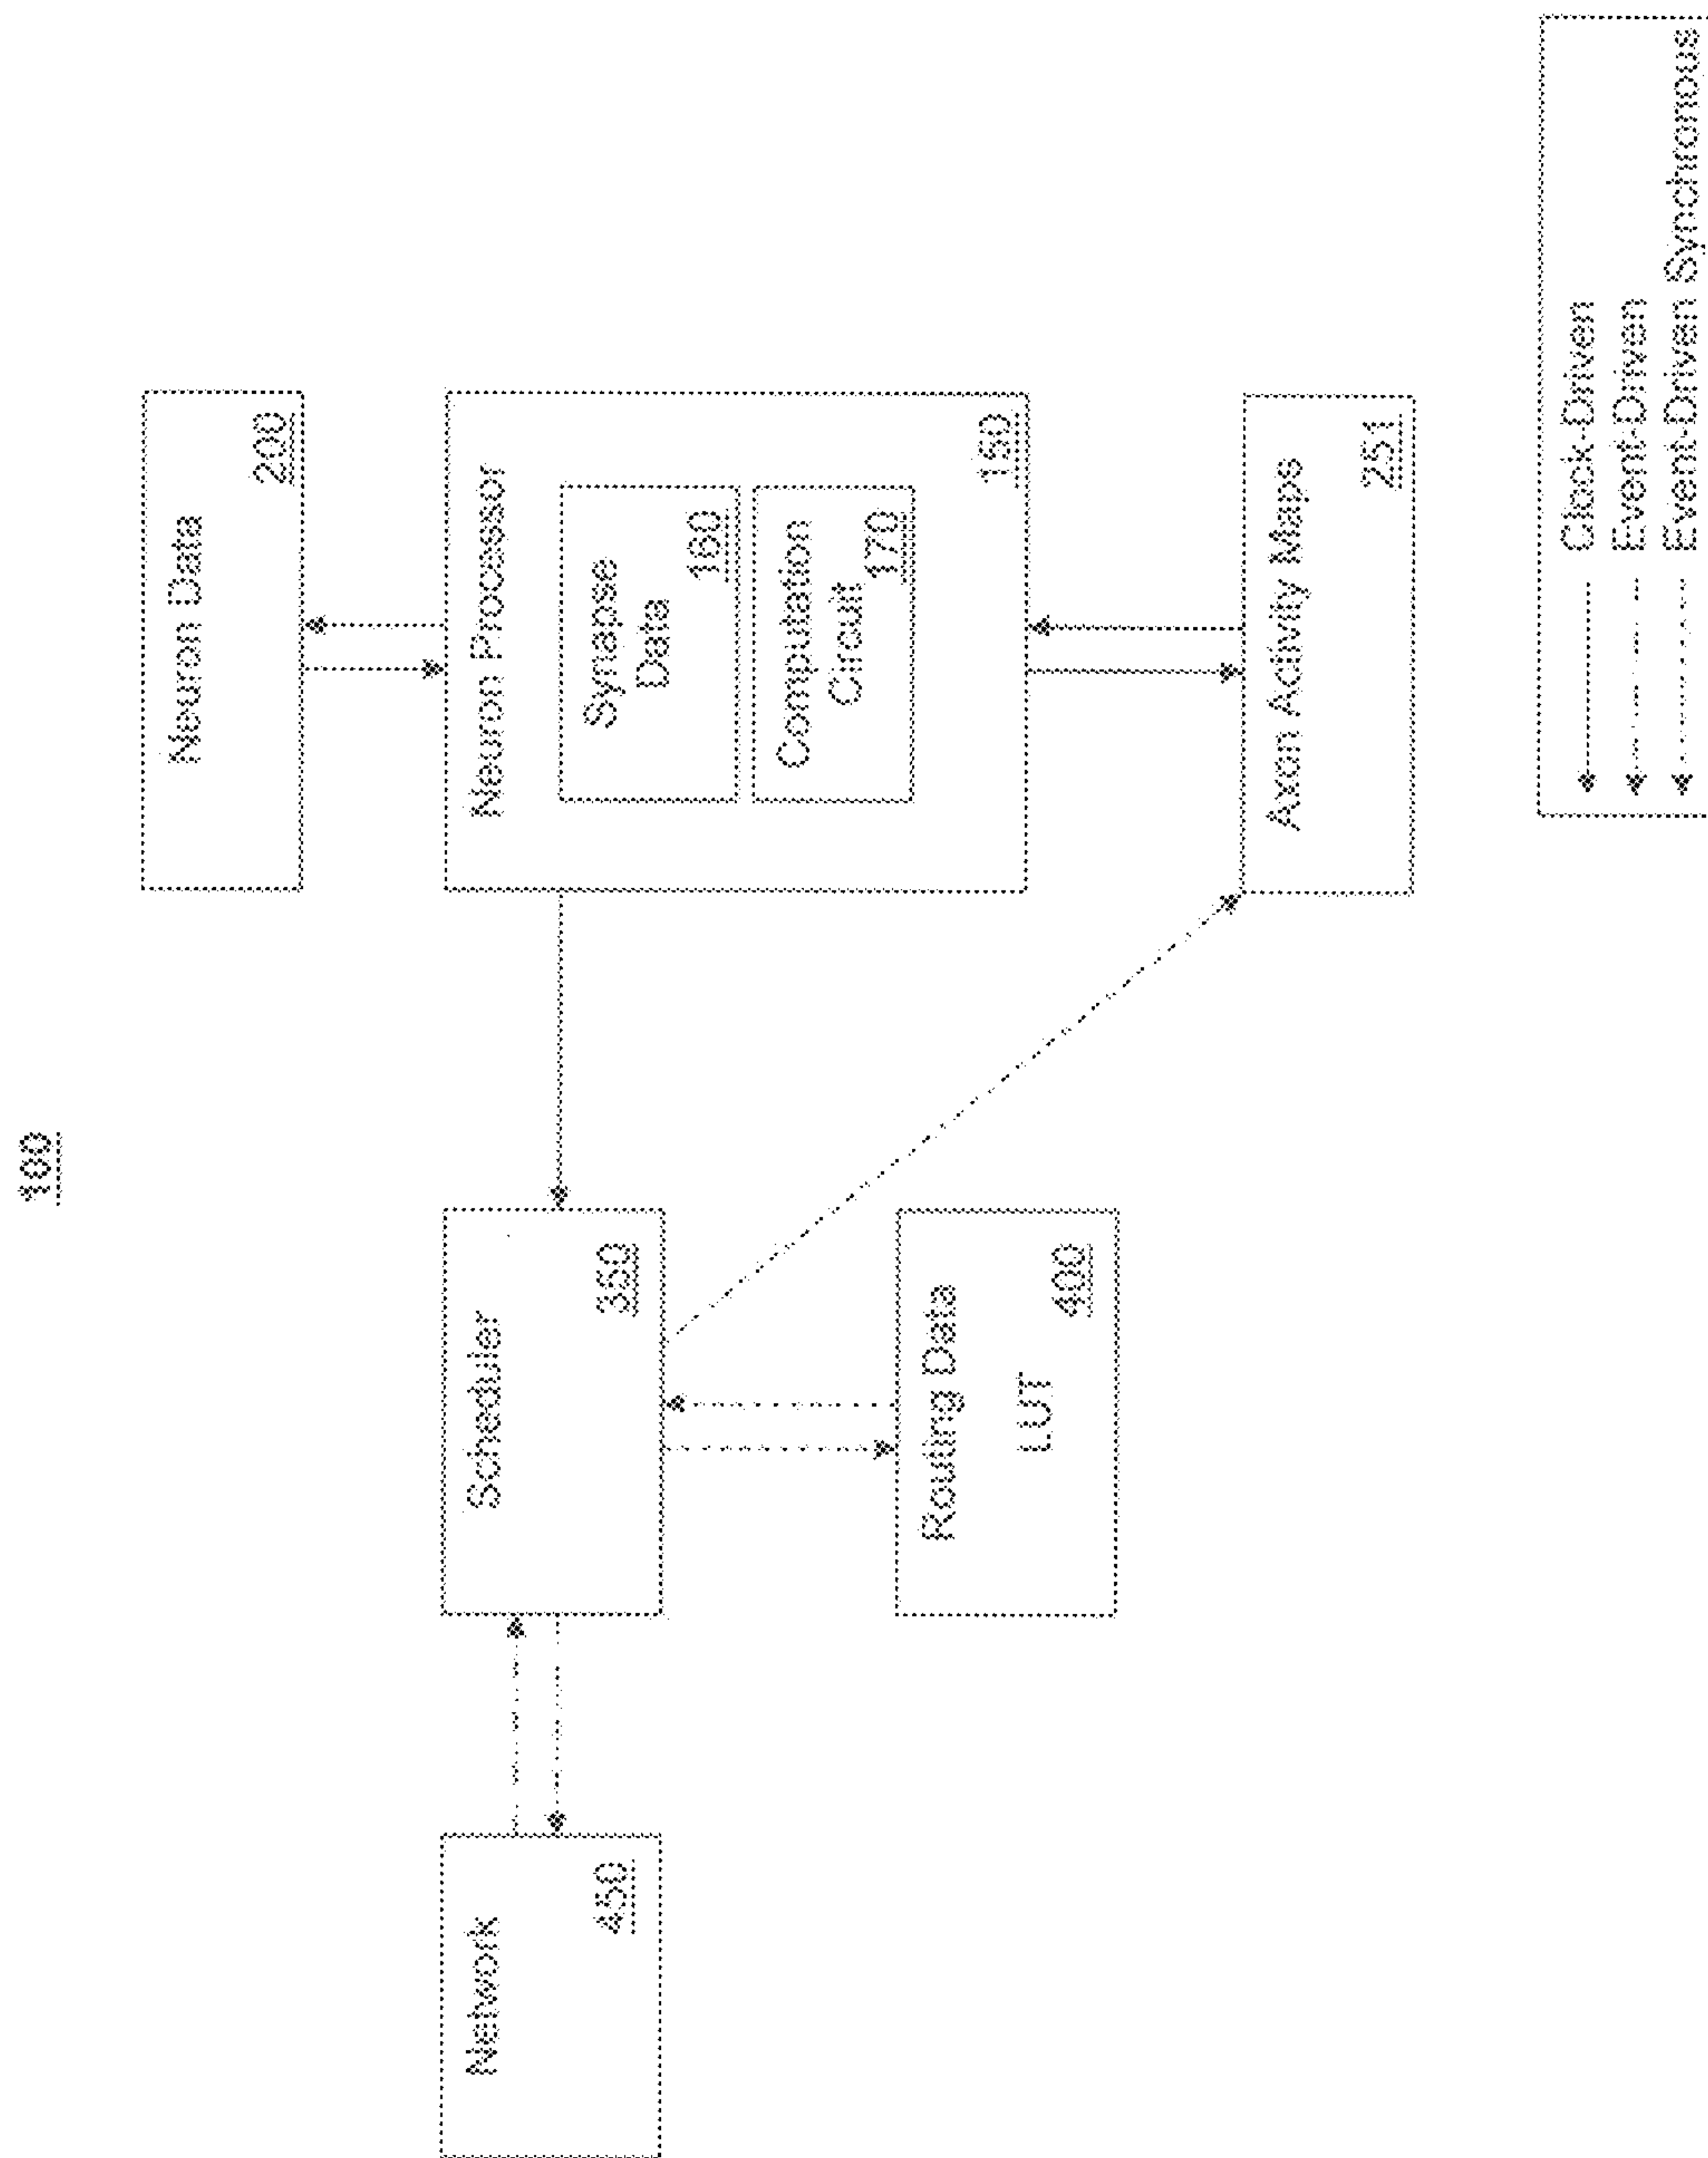 100
Network
450
Scheduler
350
Routing Data
LUT
400
Neuron Data
200
Neuron Processor
Synapse
Data
160
Computation
Circuit
170
150
Axon Activity Maps
251
Clock-Driven
Event-Driven
Event-Driven Synchronous